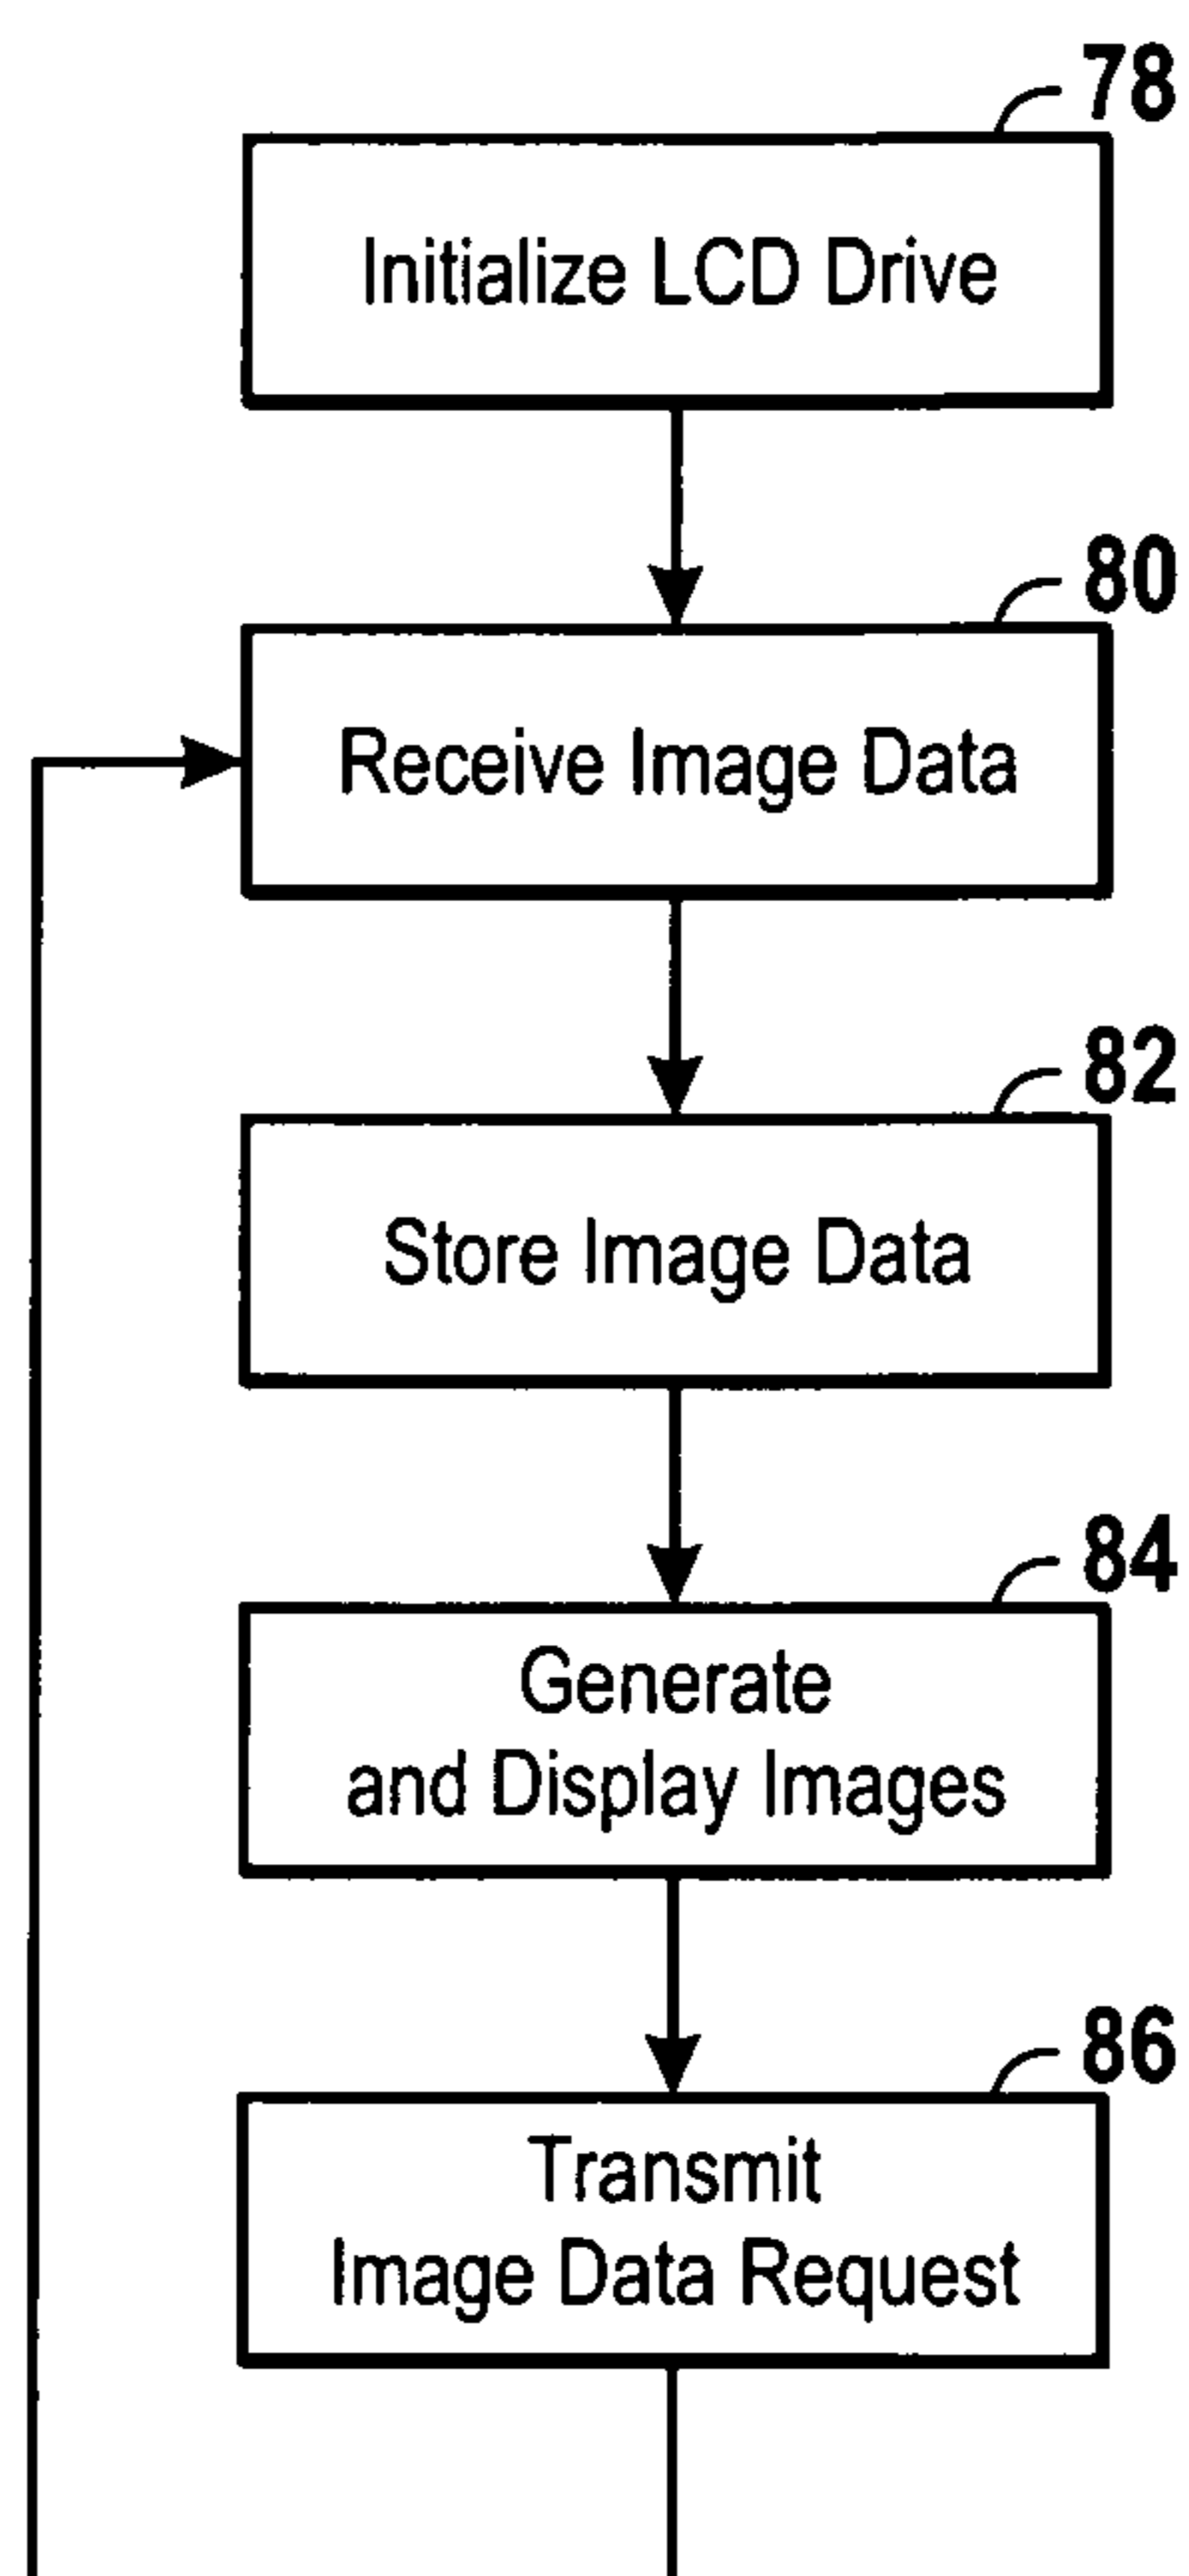 78
Initialize LCD Drive
80
Receive Image Data
82
Store Image Data
84
Generate
and Display Images
86
Transmit
Image Data Request